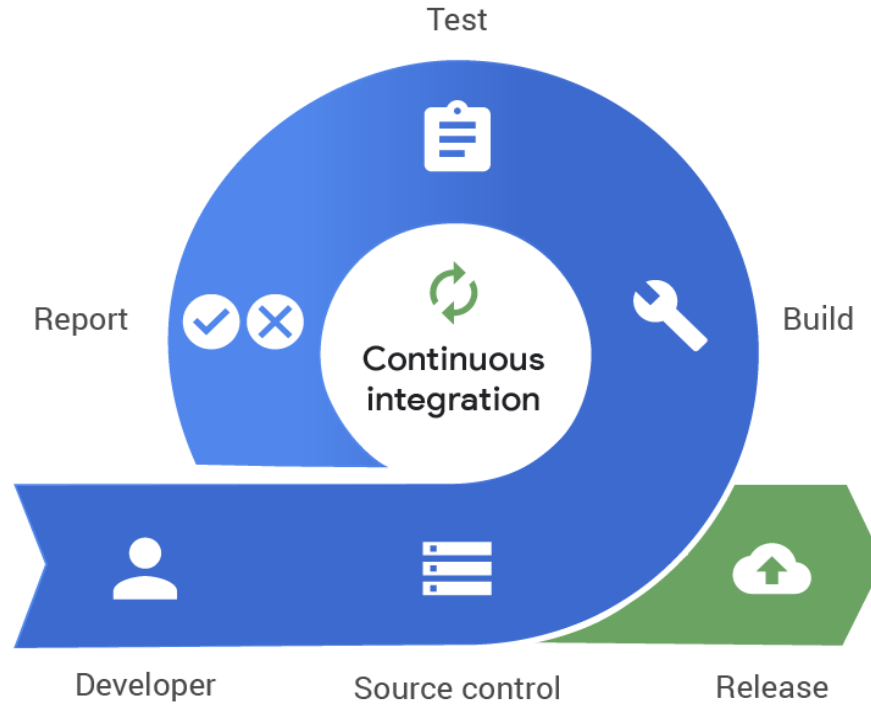 Test
Report
Continuous
integration
Build
Developer
Source control
Release